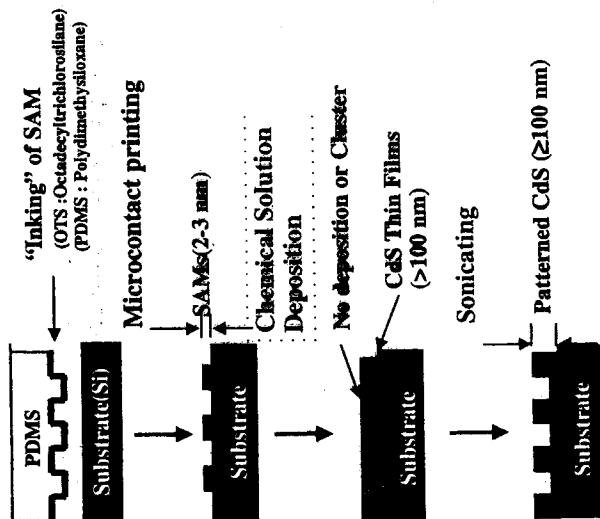 PDMS
"Inking" of SAM
(OTS :Octadecyltrichlorosilane)
(PDMS : Polydimethysiloxane)
Substrate(Si)
Microcontact printing
SAMs(2-3 nm)
Substrate
Chemical Solution
Deposition
No deposition or Cluster
CdS Thin Films
(>100 nm)
Substrate
Sonicating
Patterned CdS (≥100 nm)
Substrate